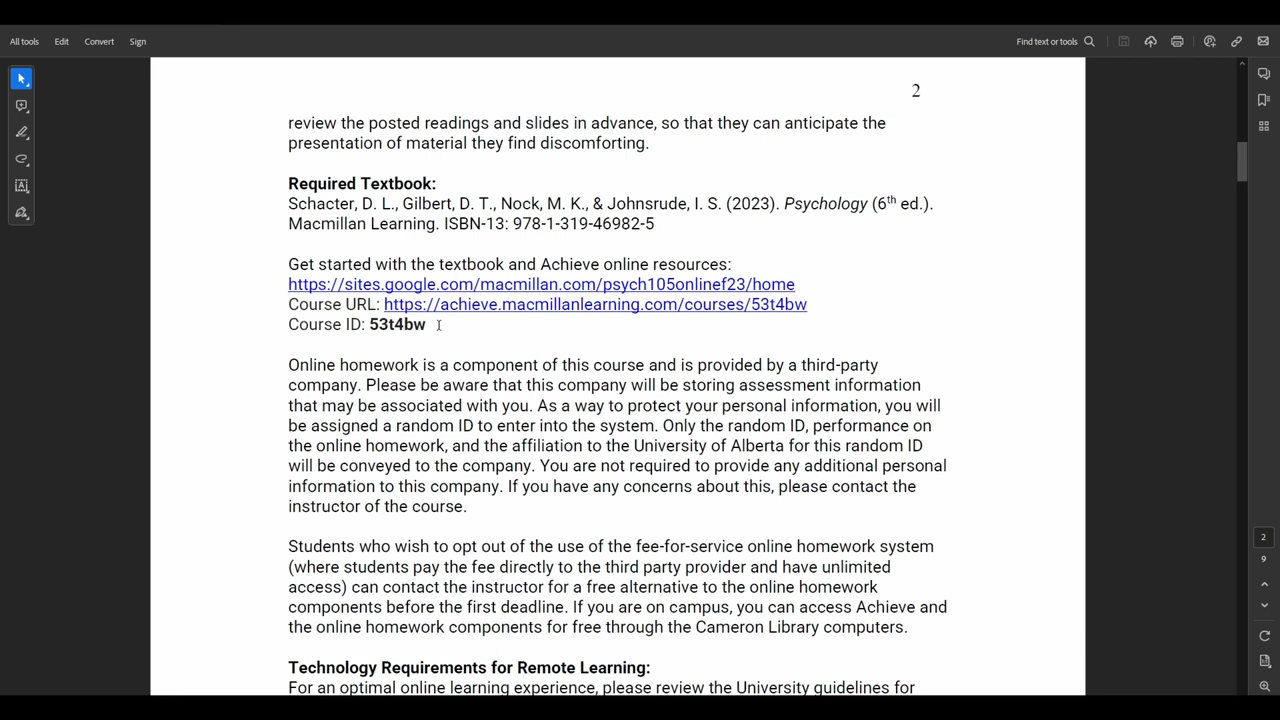 All tools Edit Convert Sign Find text or tools
2
review the posted readings and slides in advance, so that they can anticipate the
presentation of material they find discomforting.
Required Textbook:
Schacter, D. L., Gilbert, D. T., Nock, M. K., & Johnsrude, I. S. (2023). Psychology (6th ed.).
Macmillan Learning. ISBN-13: 978-1-319-46982-5
Get started with the textbook and Achieve online resources:
https://sites.google.com/macmillan.com/psych105onlinef23/home
Course URL: https://achieve.macmillanlearning.com/courses/53t4bw
Course ID: 53t4bw
Online homework is a component of this course and is provided by a third-party
company. Please be aware that this company will be storing assessment information
that may be associated with you. As a way to protect your personal information, you will
be assigned a random ID to enter into the system. Only the random ID, performance on
the online homework, and the affiliation to the University of Alberta for this random ID
will be conveyed to the company. You are not required to provide any additional personal
information to this company. If you have any concerns about this, please contact the
instructor of the course.
Students who wish to opt out of the use of the fee-for-service online homework system
(where students pay the fee directly to the third party provider and have unlimited
access) can contact the instructor for a free alternative to the online homework
components before the first deadline. If you are on campus, you can access Achieve and
the online homework components for free through the Cameron Library computers.
Technology Requirements for Remote Learning:
For an optimal online learning experience, please review the University guidelines for
2
9